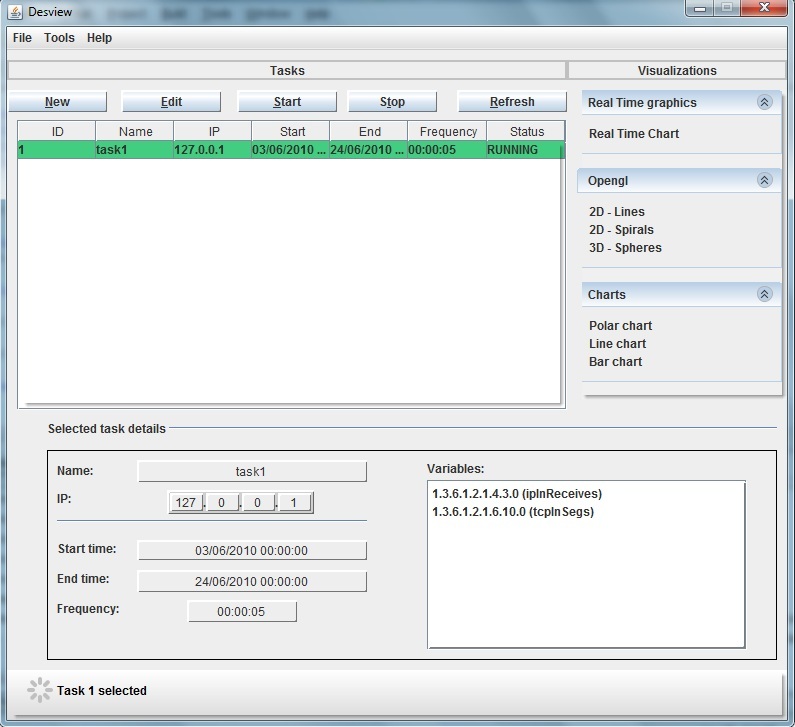 Desview
File Tools Help
Tasks
Visualizations
New Edit Start Stop Refresh
ID Name IP Start End Frequency Status
1 task1 127.0.0.1 03/06/2010 ... 24/06/2010 ... 00:00:05 RUNNING
Real Time graphics
Real Time Chart
Opengl
2D - Lines
2D - Spirals
3D - Spheres
Charts
Polar chart
Line chart
Bar chart
Selected task details
Name: task1
IP: 127 . 0 . 0 . 1
Start time: 03/06/2010 00:00:00
End time: 24/06/2010 00:00:00
Frequency: 00:00:05
Variables:
1.3.6.1.2.1.4.3.0 (ipInReceives)
1.3.6.1.2.1.6.10.0 (tcpInSegs)
Task 1 selected